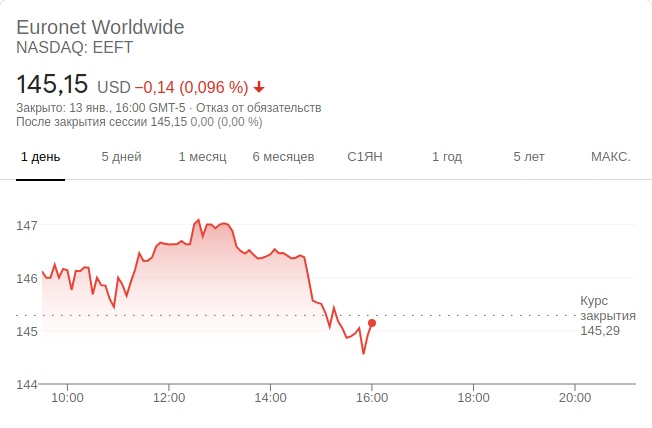 Euronet Worldwide
NASDAQ: EEFT
145,15 USD −0,14 (0,096 %)
Закрыто: 13 янв., 16:00 GMT-5 · Отказ от обязательств
После закрытия сессии 145,15 0,00 (0,00 %)
1 день 5 дней 1 месяц 6 месяцев С1ЯН 1 год 5 лет МАКС.
147
146
145
144
Курс
закрытия
145,29
10:00 12:00 14:00 16:00 18:00 20:00